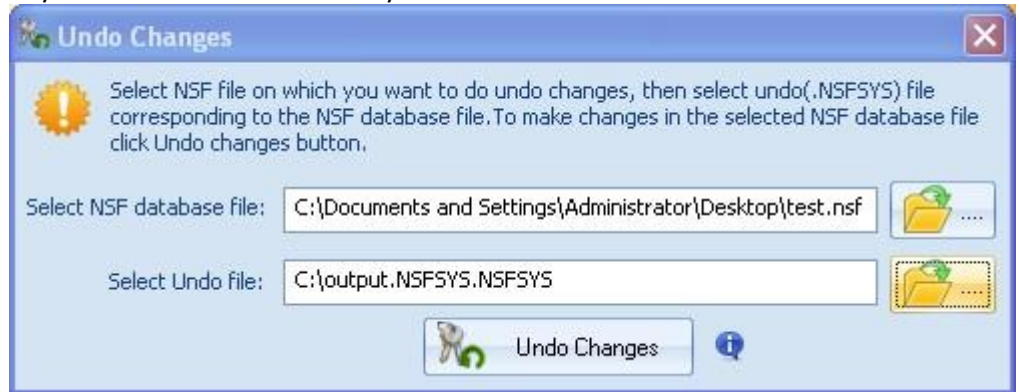 Undo Changes
Select NSF file on which you want to do undo changes, then select undo(.NSFSYS) file
corresponding to the NSF database file.To make changes in the selected NSF database file
click Undo changes button.
Select NSF database file: C:\Documents and Settings\Administrator\Desktop\test.nsf ....
Select Undo file: C:\output.NSFSYS.NSFSYS ....
Undo Changes